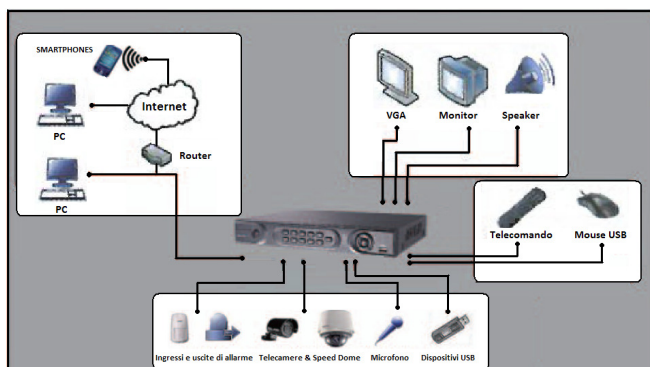 SMARTPHONES
Internet
PC
Router
PC
VGA
Monitor
Speaker
Telecomando
Mouse USB
Ingressi e uscite di allarme
Telecamere & Speed Dome
Microfono
Dispositivi USB